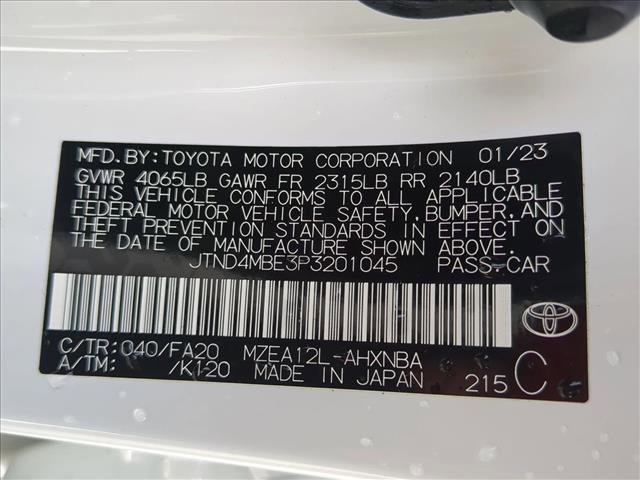 MFD. BY: TOYOTA MOTOR CORPORATION 01/23
GVWR 4065LB GAWR FR 2315LB RR 2140LB
THIS VEHICLE CONFORMS TO ALL APPLICABLE
FEDERAL MOTOR VEHICLE SAFETY, BUMPER, AND
THEFT PREVENTION STANDARDS IN EFFECT ON
THE DATE OF MANUFACTURE SHOWN ABOVE.
JTND4MBE3P3201045 PASS-CAR
C/TR: 040/FA20 MZEA12L-AHXNBA
A/TM: /K120 MADE IN JAPAN 215 C